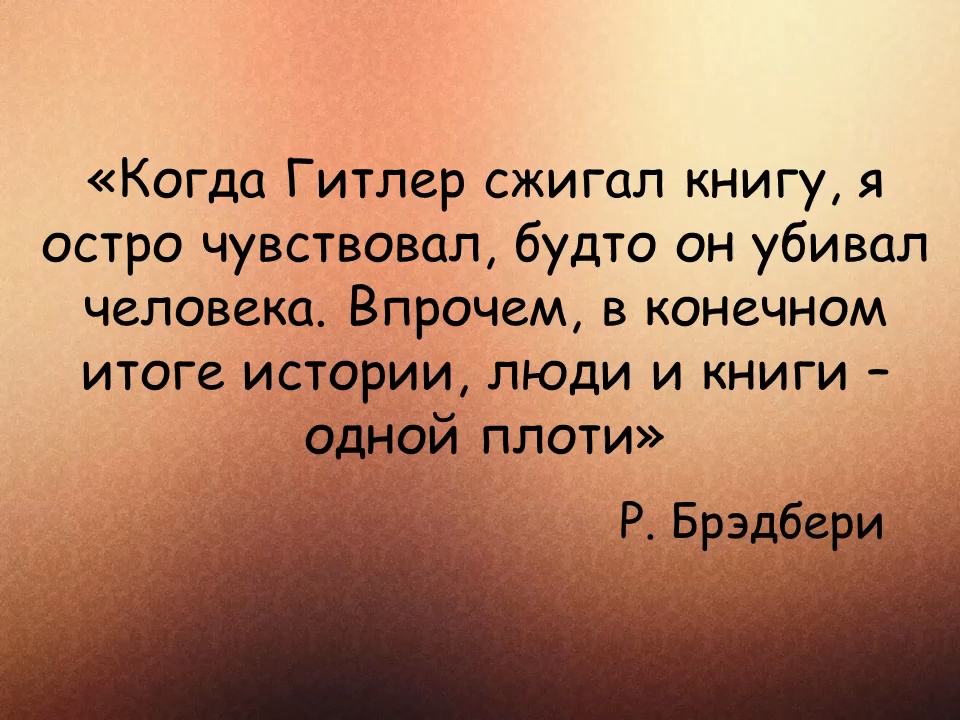 «Когда Гитлер сжигал книгу, я
остро чувствовал, будто он убивал
человека. Впрочем, в конечном
итоге истории, люди и книги –
одной плоти»
Р. Брэдбери